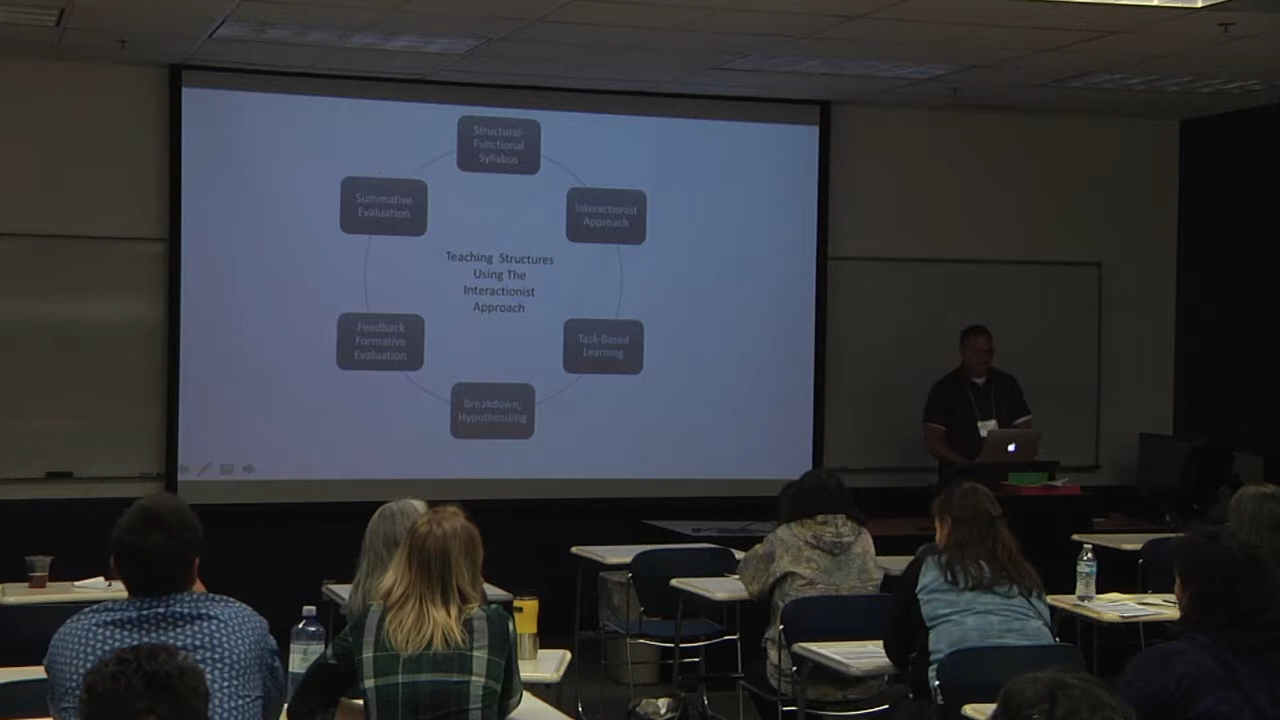 Structural-
Functional
Syllabus
Interactionist
Approach
Task-Based
Learning
Breakdown,
Hypothesizing
Feedback
Formative
Evaluation
Summative
Evaluation
Teaching Structures
Using The
Interactionist
Approach